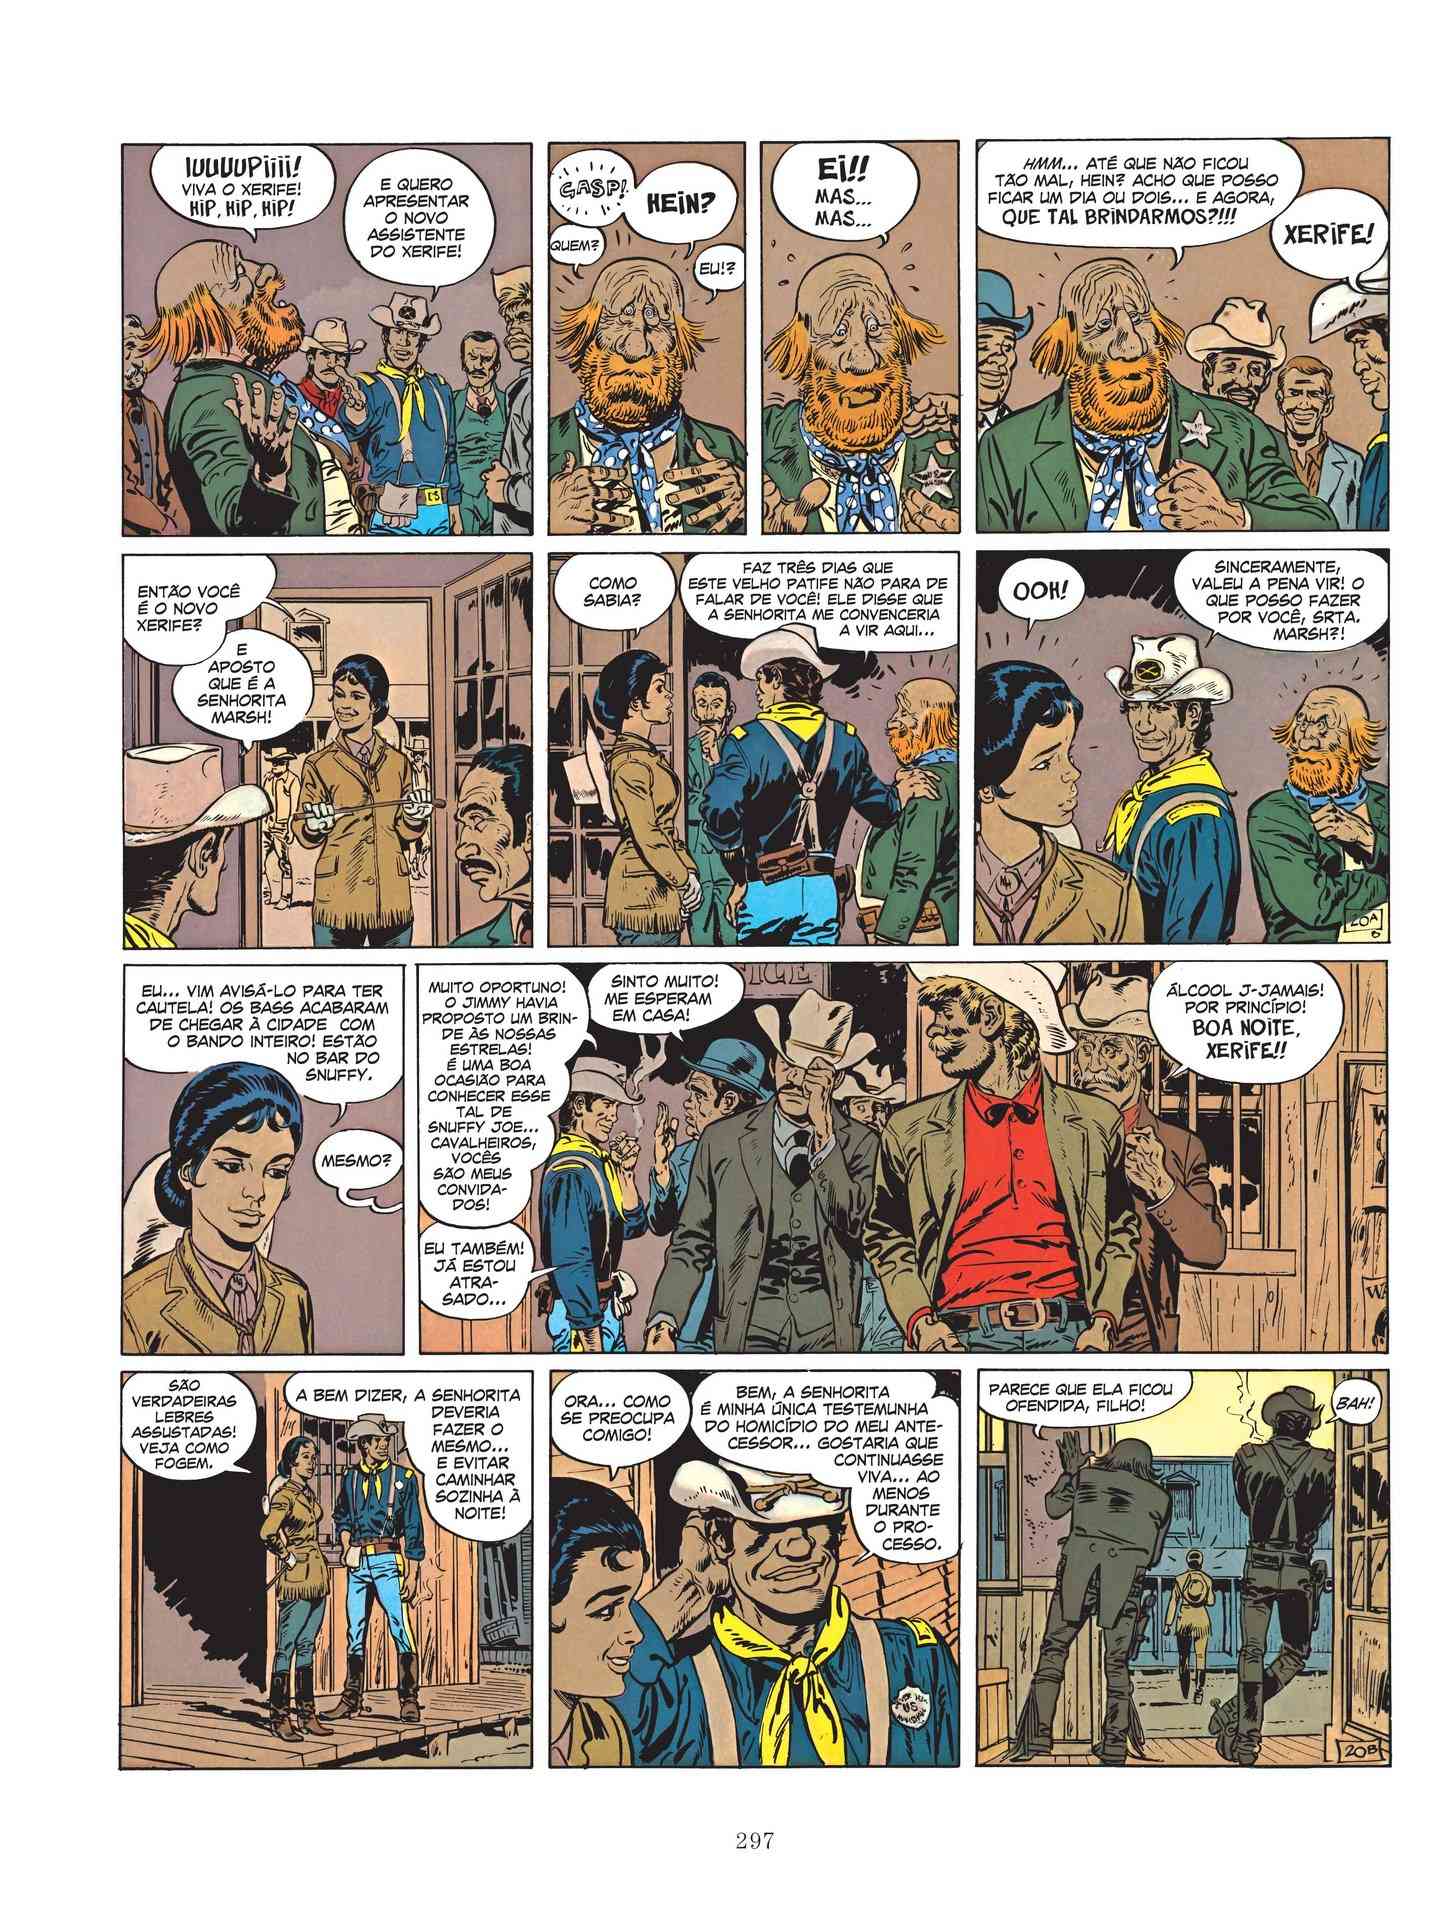 IUUUUPiiii!
VIVA O XERIFE!
HIP, HIP, HIP!
E QUERO
APRESENTAR
O NOVO
ASSISTENTE
DO XERIFE!
GASP!
HEIN?
QUEM?
EU!?
EI!!
MAS...
MAS...
HMM... ATÉ QUE NÃO FICOU
TÃO MAL, HEIN? ACHO QUE POSSO
FICAR UM DIA OU DOIS... E AGORA,
QUE TAL BRINDARMOS?!!!
XERIFE!
ENTÃO VOCÊ
É O NOVO
XERIFE?
E
APOSTO
QUE É A
SENHORITA
MARSH!
COMO
SABIA?
FAZ TRÊS DIAS QUE
ESTE VELHO PATIFE NÃO PARA DE
FALAR DE VOCÊ! ELE DISSE QUE
A SENHORITA ME CONVENCERIA
A VIR AQUI...
OOH!
SINCERAMENTE,
VALEU A PENA VIR! O
QUE POSSO FAZER
POR VOCÊ, SRTA.
MARSH?!
20A
EU... VIM AVISÁ-LO PARA TER
CAUTELA! OS BASS ACABARAM
DE CHEGAR À CIDADE COM
O BANDO INTEIRO! ESTÃO
NO BAR DO
SNUFFY.
MESMO?
MUITO OPORTUNO!
O JIMMY HAVIA
PROPOSTO UM BRIN-
DE ÀS NOSSAS
ESTRELAS!
É UMA BOA
OCASIÃO PARA
CONHECER ESSE
TAL DE
SNUFFY JOE...
CAVALHEIROS,
VOCÊS
SÃO MEUS
CONVIDA-
DOS!
SINTO MUITO!
ME ESPERAM
EM CASA!
ÁLCOOL J-JAMAIS!
POR PRINCÍPIO!
BOA NOITE,
XERIFE!!
EU TAMBÉM!
JÁ ESTOU
ATRA-
SADO...
SÃO
VERDADEIRAS
LEBRES
ASSUSTADAS!
VEJA COMO
FOGEM.
A BEM DIZER, A SENHORITA
DEVERIA
FAZER O
MESMO...
E EVITAR
CAMINHAR
SOZINHA À
NOITE!
ORA... COMO
SE PREOCUPA
COMIGO!
BEM, A SENHORITA
É MINHA ÚNICA TESTEMUNHA
DO HOMICÍDIO DO MEU ANTE-
CESSOR... GOSTARIA QUE
CONTINUASSE
VIVA... AO
MENOS
DURANTE
O PRO-
CESSO.
US
PARECE QUE ELA FICOU
OFENDIDA, FILHO!
BAH!
20B
297